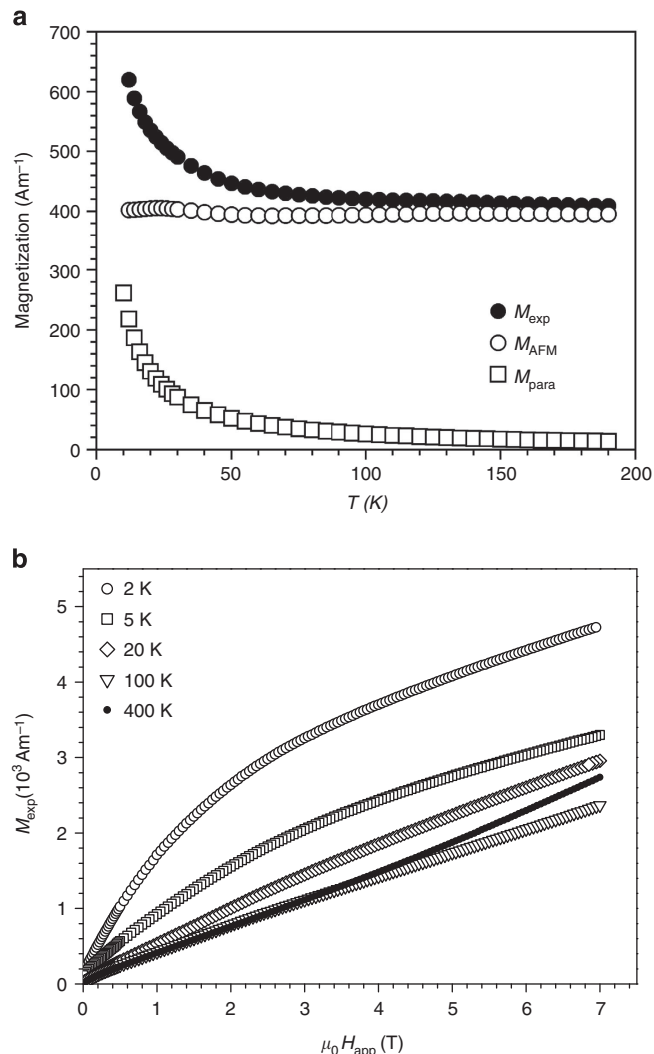 a
700
600
500
400
300
200
100
0
Magnetization (Am⁻¹)
M_exp
M_AFM
M_para
0 50 100 150 200
T (K)
b
2 K
5 K
20 K
100 K
400 K
5
4
3
2
1
0
M_exp(10³ Am⁻¹)
0 1 2 3 4 5 6 7
μ₀ H_app (T)